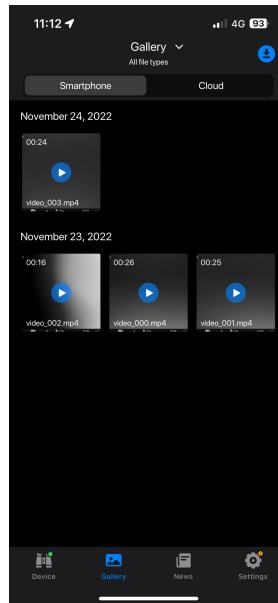 11:12
4G 93
Gallery
All file types
Smartphone
Cloud
November 24, 2022
00:24
video_003.mp4
November 23, 2022
00:16
00:26
00:25
video_002.mp4
video_000.mp4
video_001.mp4
Device
Gallery
News
Settings